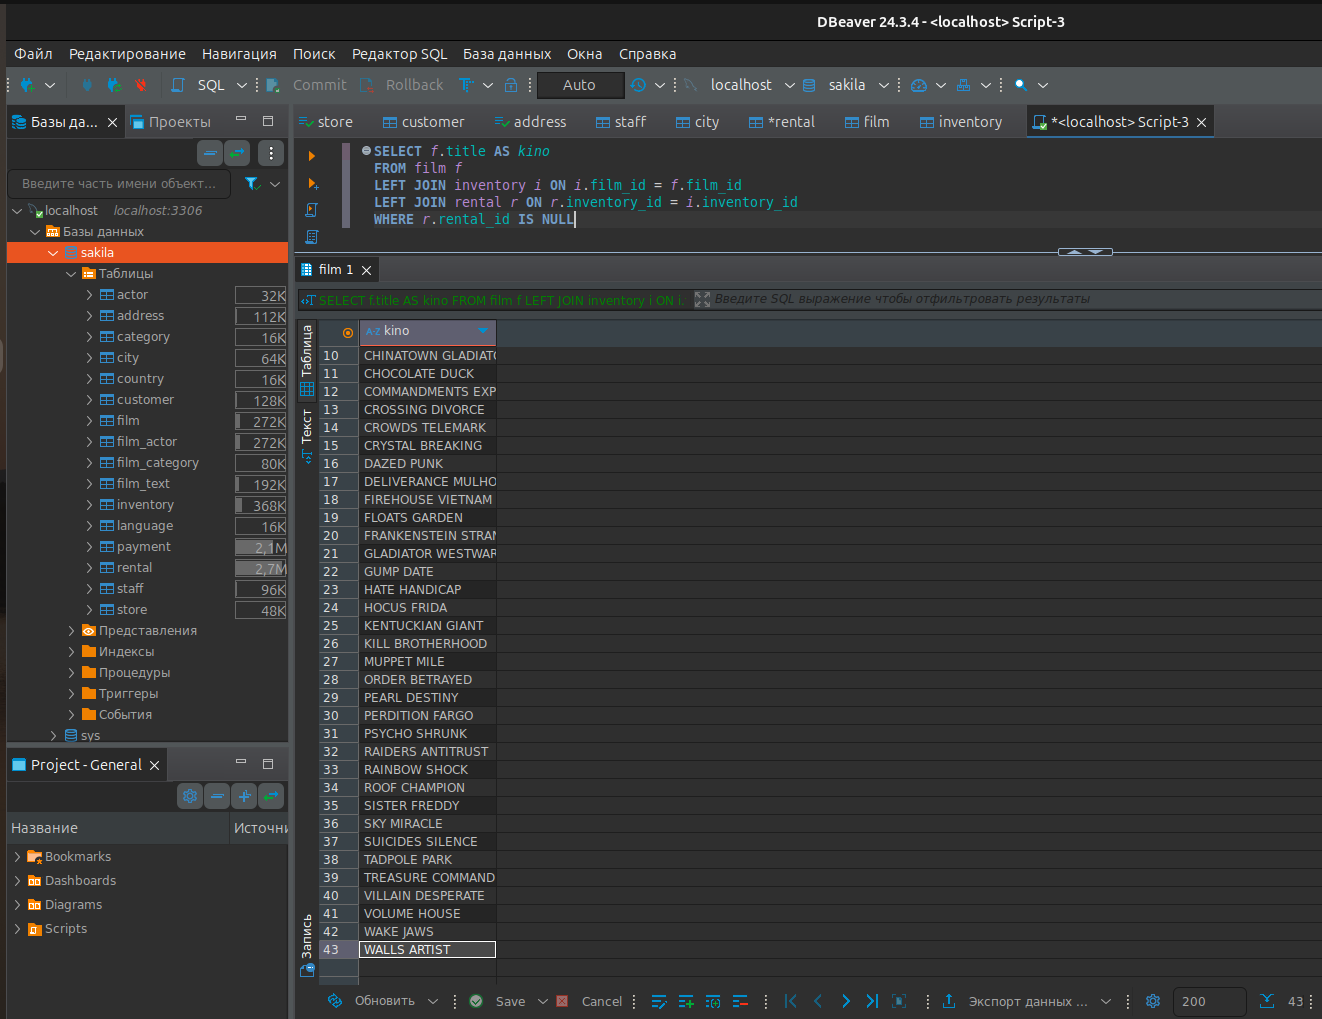 DBeaver 24.3.4 - <localhost> Script-3
Файл Редактирование Навигация Поиск Редактор SQL База данных Окна Справка
SQL Commit Rollback Auto localhost sakila
Базы да... Проекты
store customer address staff city *rental film inventory *<localhost> Script-3
Введите часть имени объект...
localhost localhost:3306
Базы данных
sakila
Таблицы
actor 32K
address 112K
category 16K
city 64K
country 16K
customer 128K
film 272K
film_actor 272K
film_category 80K
film_text 192K
inventory 368K
language 16K
payment 2,1M
rental 2,7M
staff 96K
store 48K
Представления
Индексы
Процедуры
Триггеры
События
sys
Project - General
Название Источни
Bookmarks
Dashboards
Diagrams
Scripts
SELECT f.title AS kino
FROM film f
LEFT JOIN inventory i ON i.film_id = f.film_id
LEFT JOIN rental r ON r.inventory_id = i.inventory_id
WHERE r.rental_id IS NULL
film 1
SELECT f.title AS kino FROM film f LEFT JOIN inventory i ON i. Введите SQL выражение чтобы отфильтровать результаты
Таблица
Текст
Запись
A-Z kino
10 CHINATOWN GLADIATO
11 CHOCOLATE DUCK
12 COMMANDMENTS EXP
13 CROSSING DIVORCE
14 CROWDS TELEMARK
15 CRYSTAL BREAKING
16 DAZED PUNK
17 DELIVERANCE MULHO
18 FIREHOUSE VIETNAM
19 FLOATS GARDEN
20 FRANKENSTEIN STRAN
21 GLADIATOR WESTWAR
22 GUMP DATE
23 HATE HANDICAP
24 HOCUS FRIDA
25 KENTUCKIAN GIANT
26 KILL BROTHERHOOD
27 MUPPET MILE
28 ORDER BETRAYED
29 PEARL DESTINY
30 PERDITION FARGO
31 PSYCHO SHRUNK
32 RAIDERS ANTITRUST
33 RAINBOW SHOCK
34 ROOF CHAMPION
35 SISTER FREDDY
36 SKY MIRACLE
37 SUICIDES SILENCE
38 TADPOLE PARK
39 TREASURE COMMAND
40 VILLAIN DESPERATE
41 VOLUME HOUSE
42 WAKE JAWS
43 WALLS ARTIST
Обновить Save Cancel Экспорт данных ... 200 43